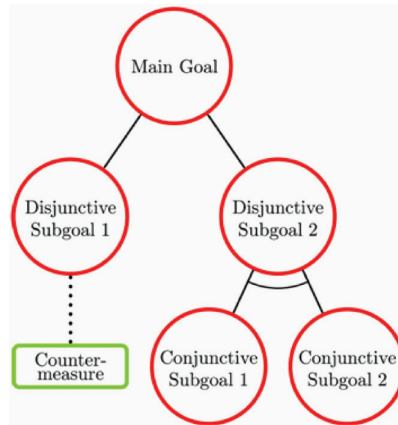 Main Goal
Disjunctive
Subgoal 1
Disjunctive
Subgoal 2
Counter-
measure
Conjunctive
Subgoal 1
Conjunctive
Subgoal 2